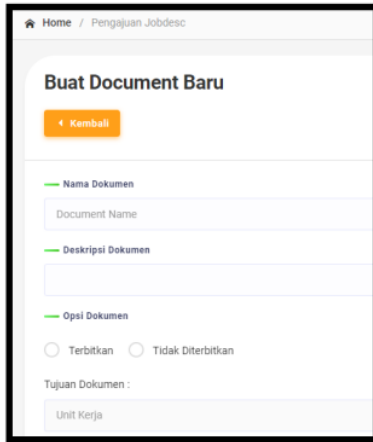 Home / Pengajuan Jobdesc
Buat Document Baru
Kembali
Nama Dokumen
Document Name
Deskripsi Dokumen
Opsi Dokumen
Terbitkan Tidak Diterbitkan
Tujuan Dokumen :
Unit Kerja